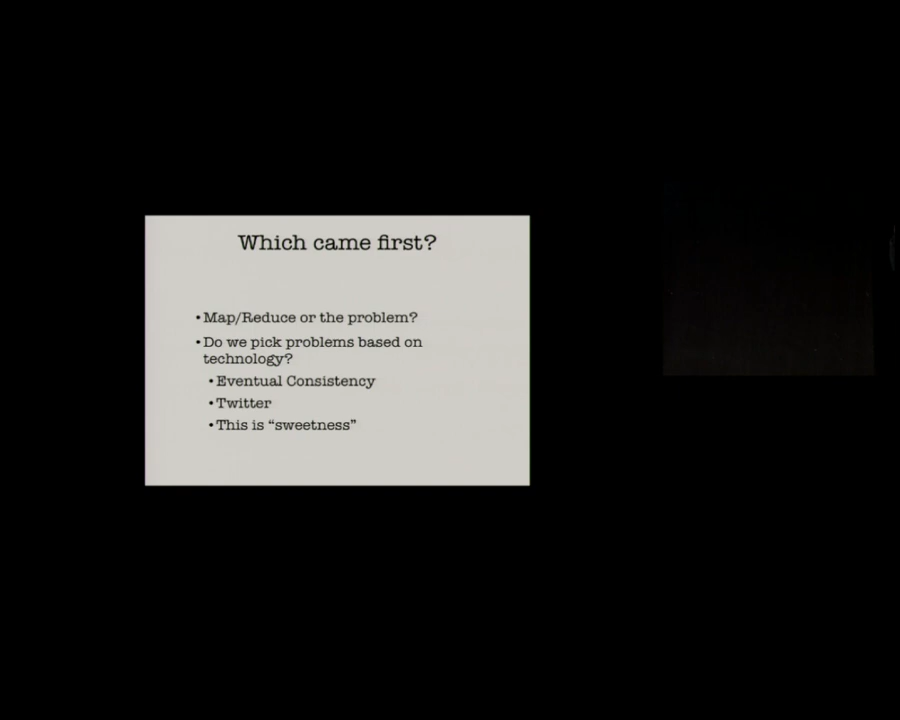 Which came first?
•Map/Reduce or the problem?
•Do we pick problems based on
technology?
•Eventual Consistency
•Twitter
•This is “sweetness”